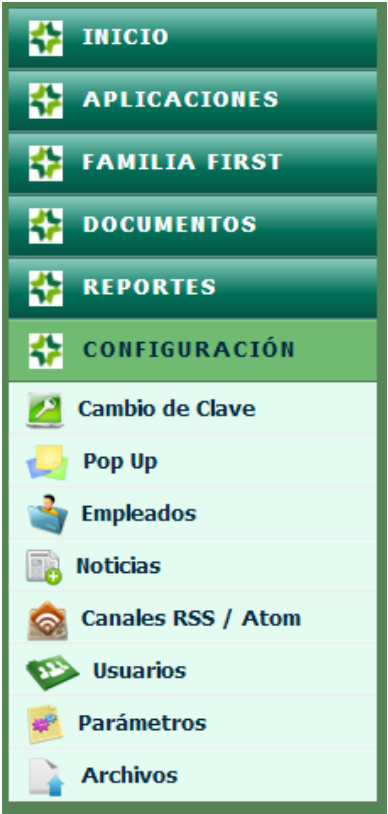 INICIO
APLICACIONES
FAMILIA FIRST
DOCUMENTOS
REPORTES
CONFIGURACIÓN
Cambio de Clave
Pop Up
Empleados
Noticias
Canales RSS / Atom
Usuarios
Parámetros
Archivos